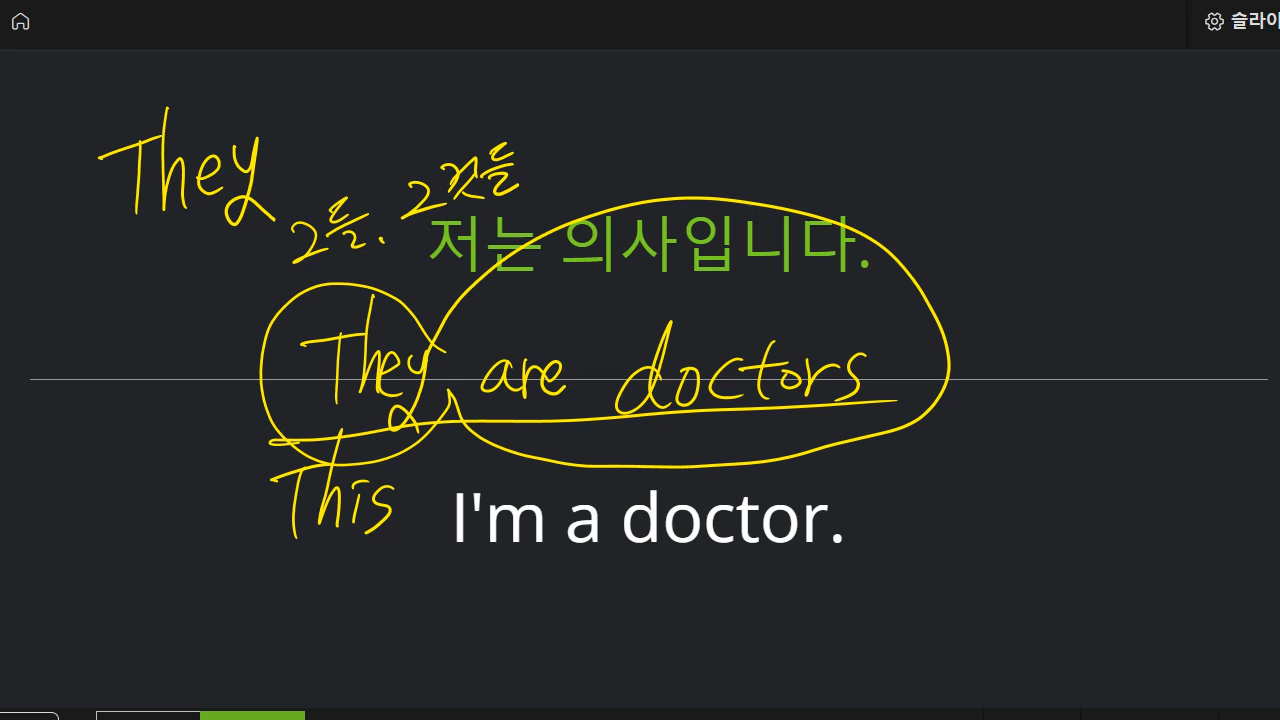 슬라이
They
그들. 그것들
저는 의사입니다.
They are doctors
This
I'm a doctor.